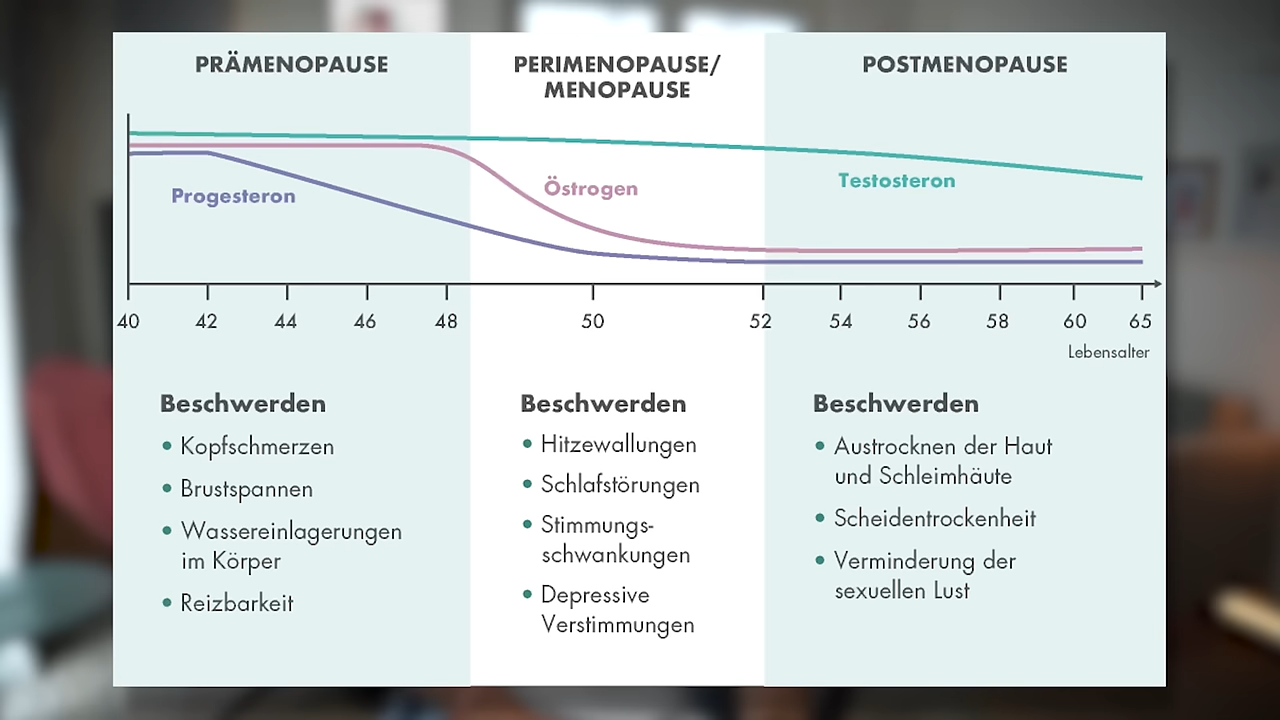 PRÄMENOPAUSE
PERIMENOPAUSE/
MENOPAUSE
POSTMENOPAUSE
Progesteron
Östrogen
Testosteron
40 42 44 46 48 50 52 54 56 58 60 65
Lebensalter
Beschwerden
• Kopfschmerzen
• Brustspannen
• Wassereinlagerungen
im Körper
• Reizbarkeit
Beschwerden
• Hitzewallungen
• Schlafstörungen
• Stimmungs-
schwankungen
• Depressive
Verstimmungen
Beschwerden
• Austrocknen der Haut
und Schleimhäute
• Scheidentrockenheit
• Verminderung der
sexuellen Lust